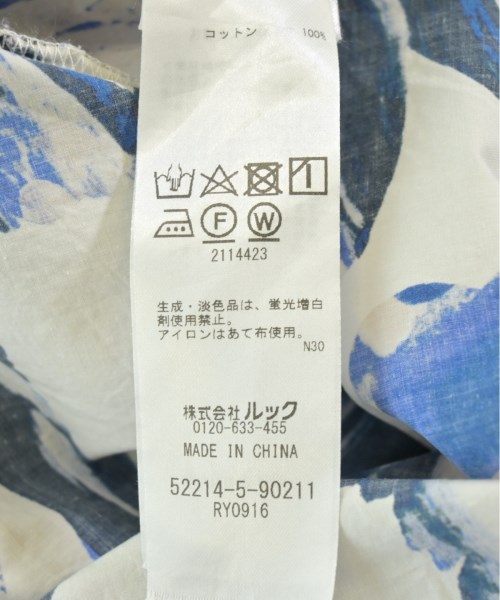 コットン 100%
F W
2114423
生成・淡色品は、蛍光増白
剤使用禁止。
アイロンはあて布使用。
N30
株式会社ルック
0120-633-455
MADE IN CHINA
52214-5-90211
RY0916